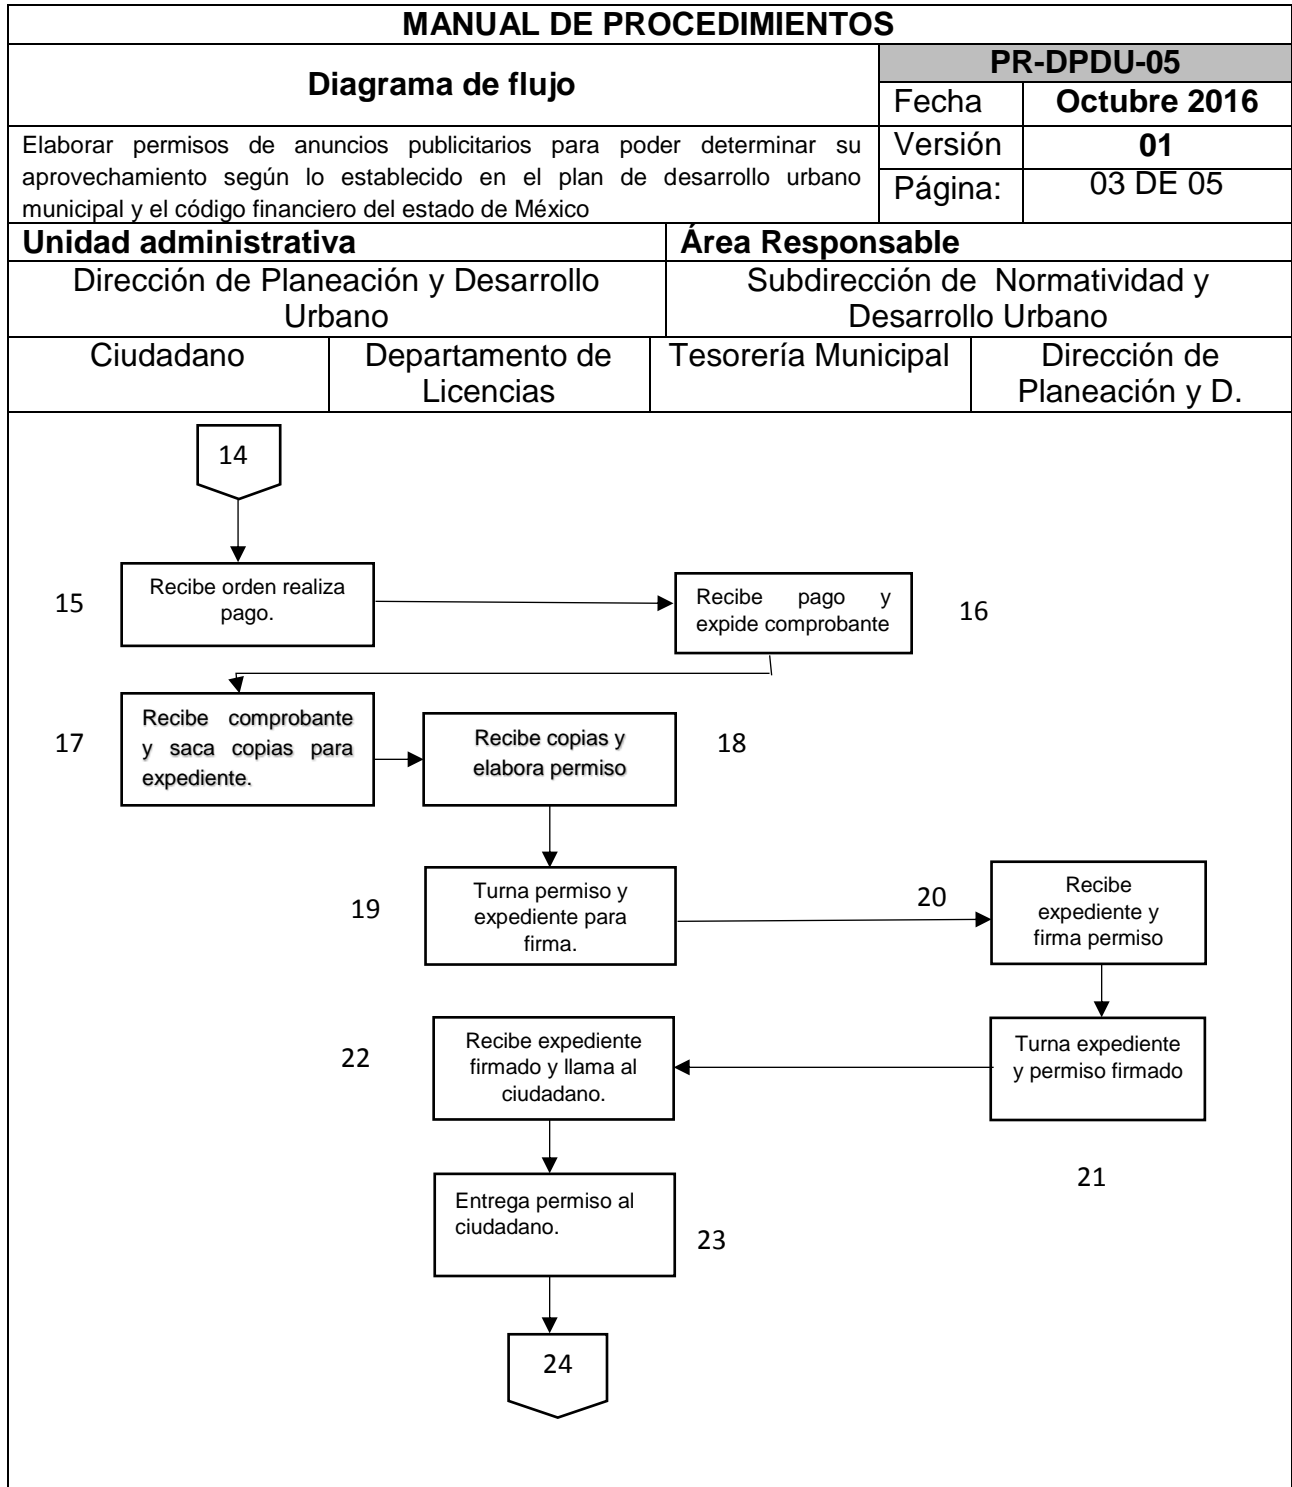 MANUAL DE PROCEDIMIENTOS
Diagrama de flujo
PR-DPDU-05
Fecha
Octubre 2016
Elaborar permisos de anuncios publicitarios para poder determinar su
aprovechamiento según lo establecido en el plan de desarrollo urbano
municipal y el código financiero del estado de México
Versión
01
Página:
03 DE 05
Unidad administrativa
Área Responsable
Dirección de Planeación y Desarrollo
Urbano
Subdirección de Normatividad y
Desarrollo Urbano
Ciudadano
Departamento de
Licencias
Tesorería Municipal
Dirección de
Planeación y D.
14
15
Recibe orden realiza
pago.
Recibe pago y
expide comprobante
16
17
Recibe comprobante
y saca copias para
expediente.
Recibe copias y
elabora permiso
18
19
Turna permiso y
expediente para
firma.
20
Recibe
expediente y
firma permiso
22
Recibe expediente
firmado y llama al
ciudadano.
Turna expediente
y permiso firmado
21
Entrega permiso al
ciudadano.
23
24